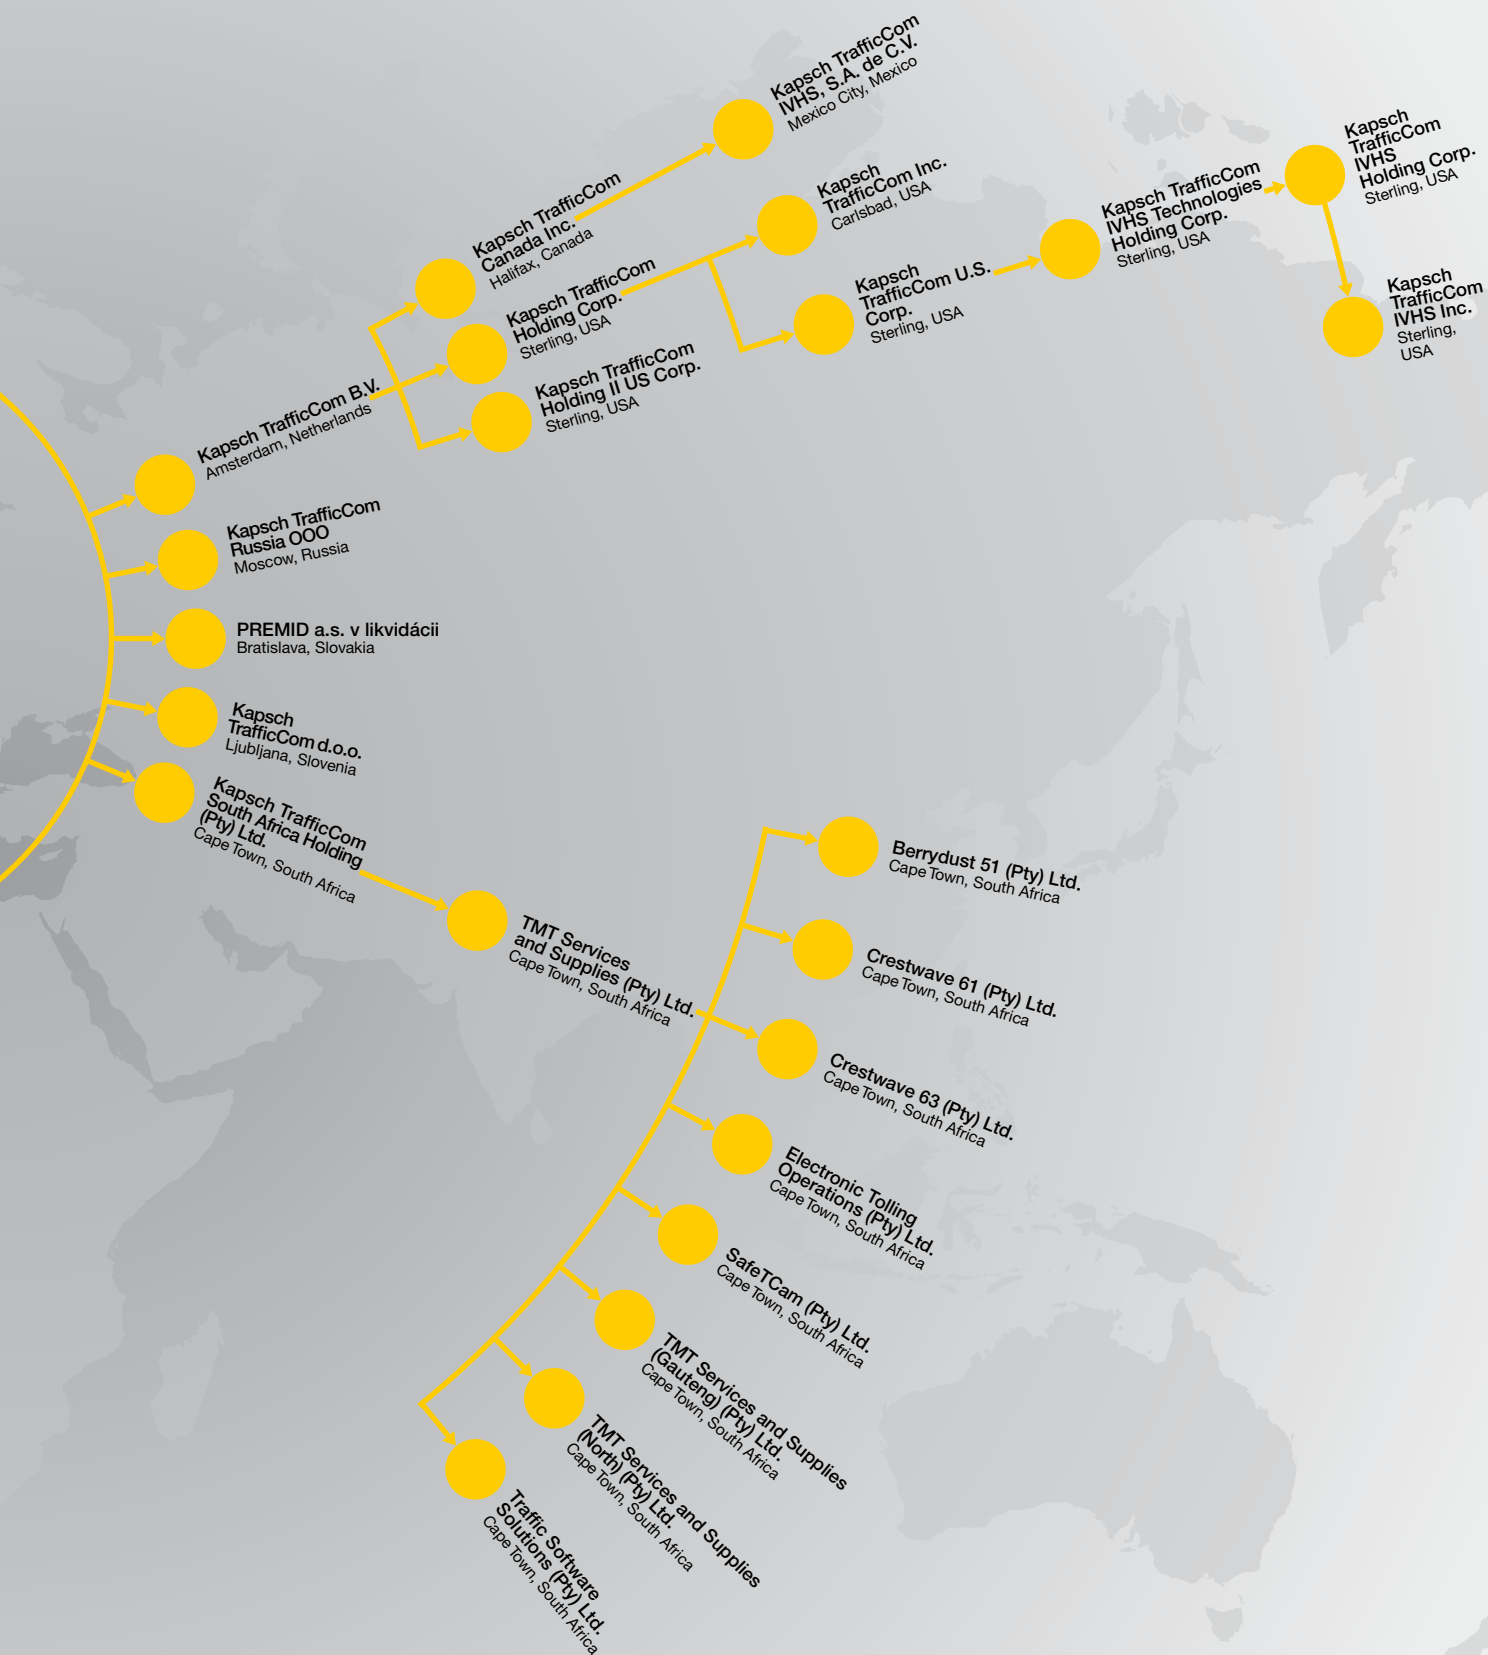 Kapsch TrafficCom
IVHS, S.A. de C.V.
Mexico City, Mexico
Kapsch
TrafficCom
IVHS
Holding Corp.
Sterling, USA
Kapsch TrafficCom
Canada Inc.
Halifax, Canada
Kapsch
TrafficCom Inc.
Carlsbad, USA
Kapsch TrafficCom
IVHS Technologies
Holding Corp.
Sterling, USA
Kapsch TrafficCom
Holding Corp.
Sterling, USA
Kapsch
TrafficCom U.S.
Corp.
Sterling, USA
Kapsch
TrafficCom
IVHS Inc.
Sterling,
USA
Kapsch TrafficCom
Holding II US Corp.
Sterling, USA
Kapsch TrafficCom B.V.
Amsterdam, Netherlands
Kapsch TrafficCom
Russia OOO
Moscow, Russia
PREMID a.s. v likvidácii
Bratislava, Slovakia
Kapsch
TrafficCom d.o.o.
Ljubljana, Slovenia
Kapsch TrafficCom
South Africa Holding
(Pty) Ltd.
Cape Town, South Africa
TMT Services
and Supplies (Pty) Ltd.
Cape Town, South Africa
Berrydust 51 (Pty) Ltd.
Cape Town, South Africa
Crestwave 61 (Pty) Ltd.
Cape Town, South Africa
Crestwave 63 (Pty) Ltd.
Cape Town, South Africa
Electronic Tolling
Operations (Pty) Ltd.
Cape Town, South Africa
SafeTCam (Pty) Ltd.
Cape Town, South Africa
TMT Services and Supplies
(Gauteng) (Pty) Ltd.
Cape Town, South Africa
TMT Services and Supplies
(North) (Pty) Ltd.
Cape Town, South Africa
Traffic Software
Solutions (Pty) Ltd.
Cape Town, South Africa